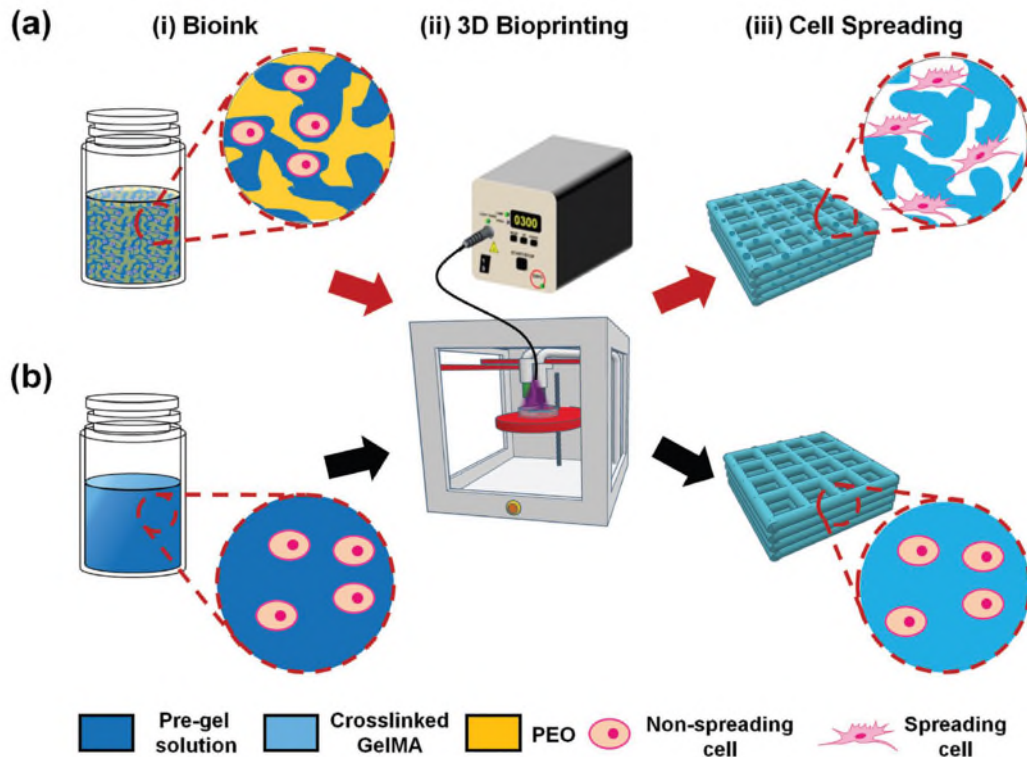 (a)
(i) Bioink
(ii) 3D Bioprinting
(iii) Cell Spreading
0300
(b)
Pre-gel
solution
Crosslinked
GelMA
PEO
Non-spreading
cell
Spreading
cell